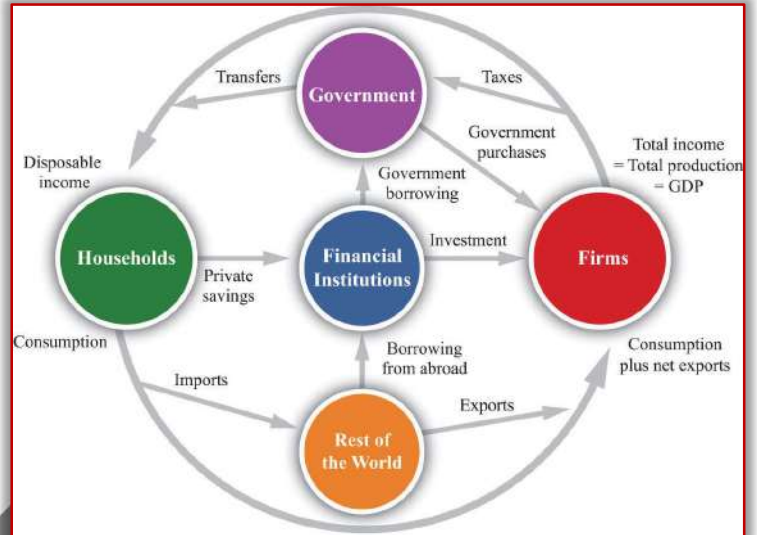 Transfers
Government
Taxes
Government
purchases
Total income
= Total production
= GDP
Disposable
income
Government
borrowing
Households
Private
savings
Financial
Institutions
Investment
Firms
Consumption
Imports
Borrowing
from abroad
Exports
Consumption
plus net exports
Rest of
the World